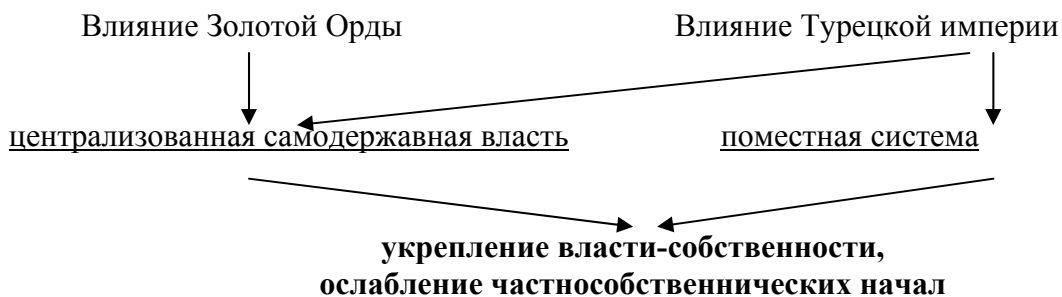 Влияние Золотой Орды
Влияние Турецкой империи
централизованная самодержавная власть
поместная система
укрепление власти-собственности,
ослабление частнособственнических начал